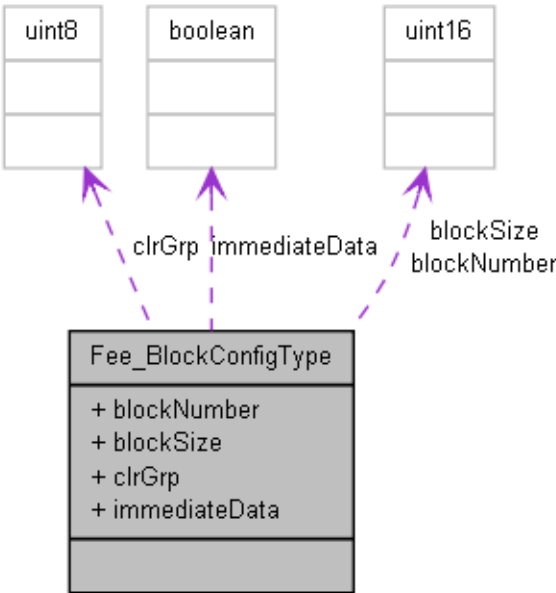 uint8
boolean
uint16
clrGrp
immediateData
blockSize
blockNumber
Fee_BlockConfigType
+ blockNumber
+ blockSize
+ clrGrp
+ immediateData